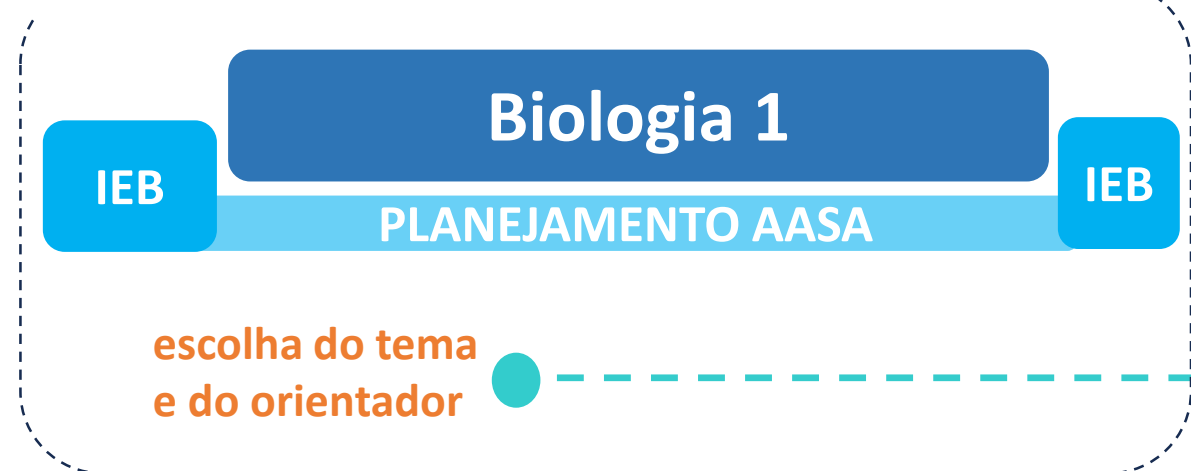 Biologia 1
IEB
IEB
PLANEJAMENTO AASA
escolha do tema
e do orientador